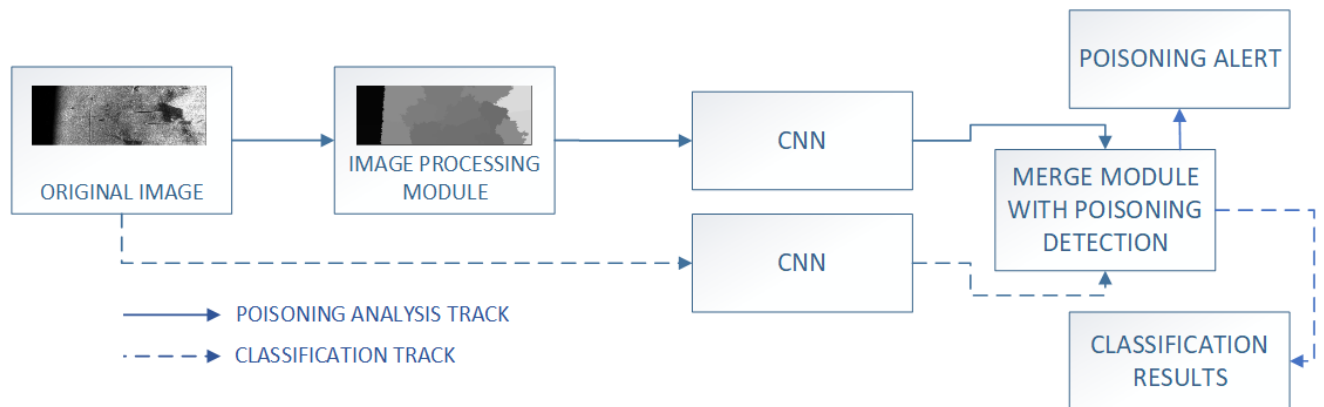 ORIGINAL IMAGE
IMAGE PROCESSING
MODULE
CNN
CNN
MERGE MODULE
WITH POISONING
DETECTION
POISONING ALERT
CLASSIFICATION
RESULTS
POISONING ANALYSIS TRACK
CLASSIFICATION TRACK